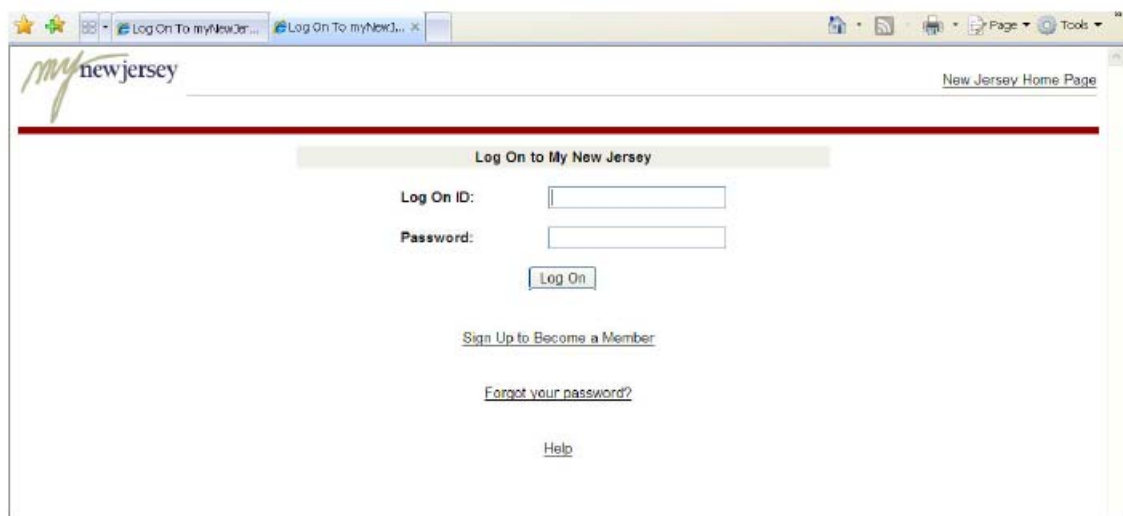 Log On To myNewJer... Log On To myNewJ... Page Tools
my newjersey
New Jersey Home Page
Log On to My New Jersey
Log On ID:
Password:
Log On
Sign Up to Become a Member
Forgot your password?
Help